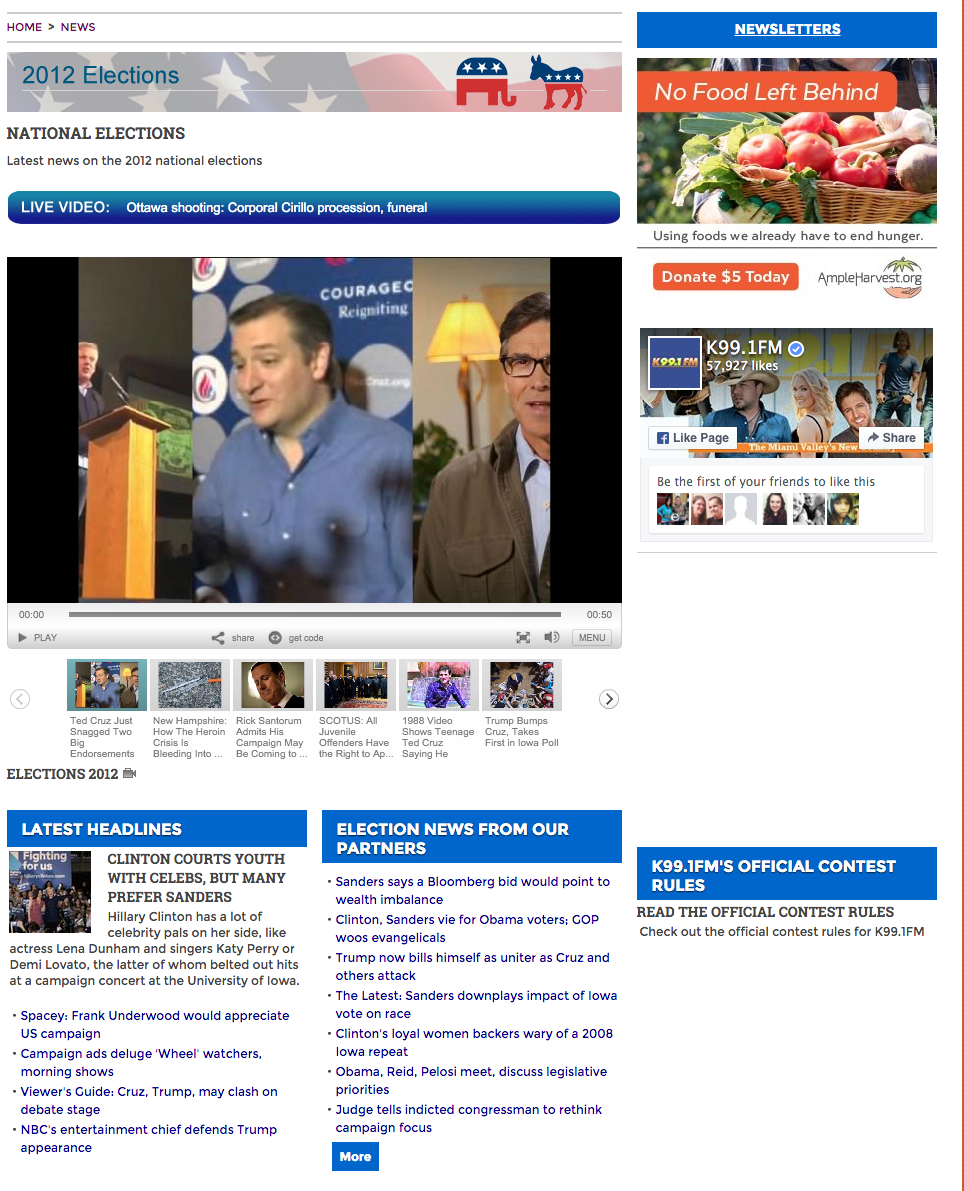 HOME > NEWS
2012 Elections
NATIONAL ELECTIONS
Latest news on the 2012 national elections
LIVE VIDEO: Ottawa shooting: Corporal Cirillo procession, funeral
COURAGEO
Reigniting
Cruz.org
00:00
00:50
PLAY
share
get code
MENU
Ted Cruz Just
Snagged Two
Big
Endorsements
New Hampshire:
How The Heroin
Crisis Is
Bleeding Into ...
Rick Santorum
Admits His
Campaign May
Be Coming to ...
SCOTUS: All
Juvenile
Offenders Have
the Right to Ap...
1988 Video
Shows Teenage
Ted Cruz
Saying He
Trump Bumps
Cruz, Takes
First in Iowa Poll
ELECTIONS 2012
LATEST HEADLINES
Fighting
for us
hillaryclinton.com
CLINTON COURTS YOUTH
WITH CELEBS, BUT MANY
PREFER SANDERS
Hillary Clinton has a lot of
celebrity pals on her side, like
actress Lena Dunham and singers Katy Perry or
Demi Lovato, the latter of whom belted out hits
at a campaign concert at the University of Iowa.
Spacey: Frank Underwood would appreciate
US campaign
Campaign ads deluge 'Wheel' watchers,
morning shows
Viewer's Guide: Cruz, Trump, may clash on
debate stage
NBC's entertainment chief defends Trump
appearance
ELECTION NEWS FROM OUR
PARTNERS
Sanders says a Bloomberg bid would point to
wealth imbalance
Clinton, Sanders vie for Obama voters; GOP
woos evangelicals
Trump now bills himself as uniter as Cruz and
others attack
The Latest: Sanders downplays impact of Iowa
vote on race
Clinton's loyal women backers wary of a 2008
Iowa repeat
Obama, Reid, Pelosi meet, discuss legislative
priorities
Judge tells indicted congressman to rethink
campaign focus
More
NEWSLETTERS
No Food Left Behind
Using foods we already have to end hunger.
Donate $5 Today
AmpleHarvest.org
K99.1FM
K99.1FM
57,927 likes
Like Page
Share
The Miami Valley's New
Be the first of your friends to like this
K99.1FM'S OFFICIAL CONTEST
RULES
READ THE OFFICIAL CONTEST RULES
Check out the official contest rules for K99.1FM